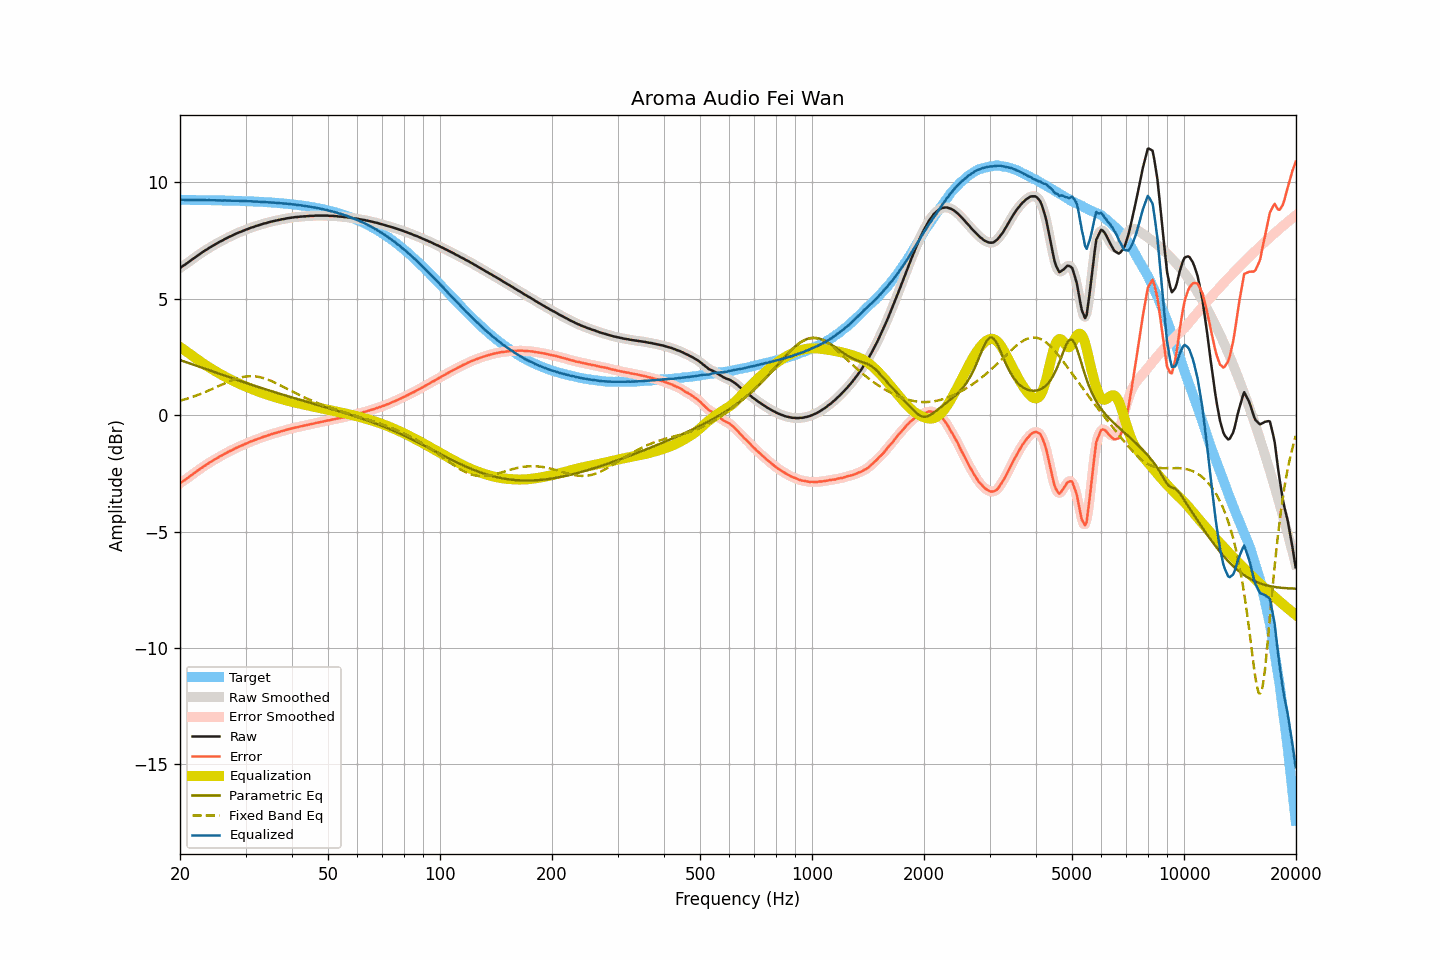 Aroma Audio Fei Wan
Amplitude (dBr)
10
5
0
−5
−10
−15
Target
Raw Smoothed
Error Smoothed
Raw
Error
Equalization
Parametric Eq
Fixed Band Eq
Equalized
20 50 100 200 500 1000 2000 5000 10000 20000
Frequency (Hz)